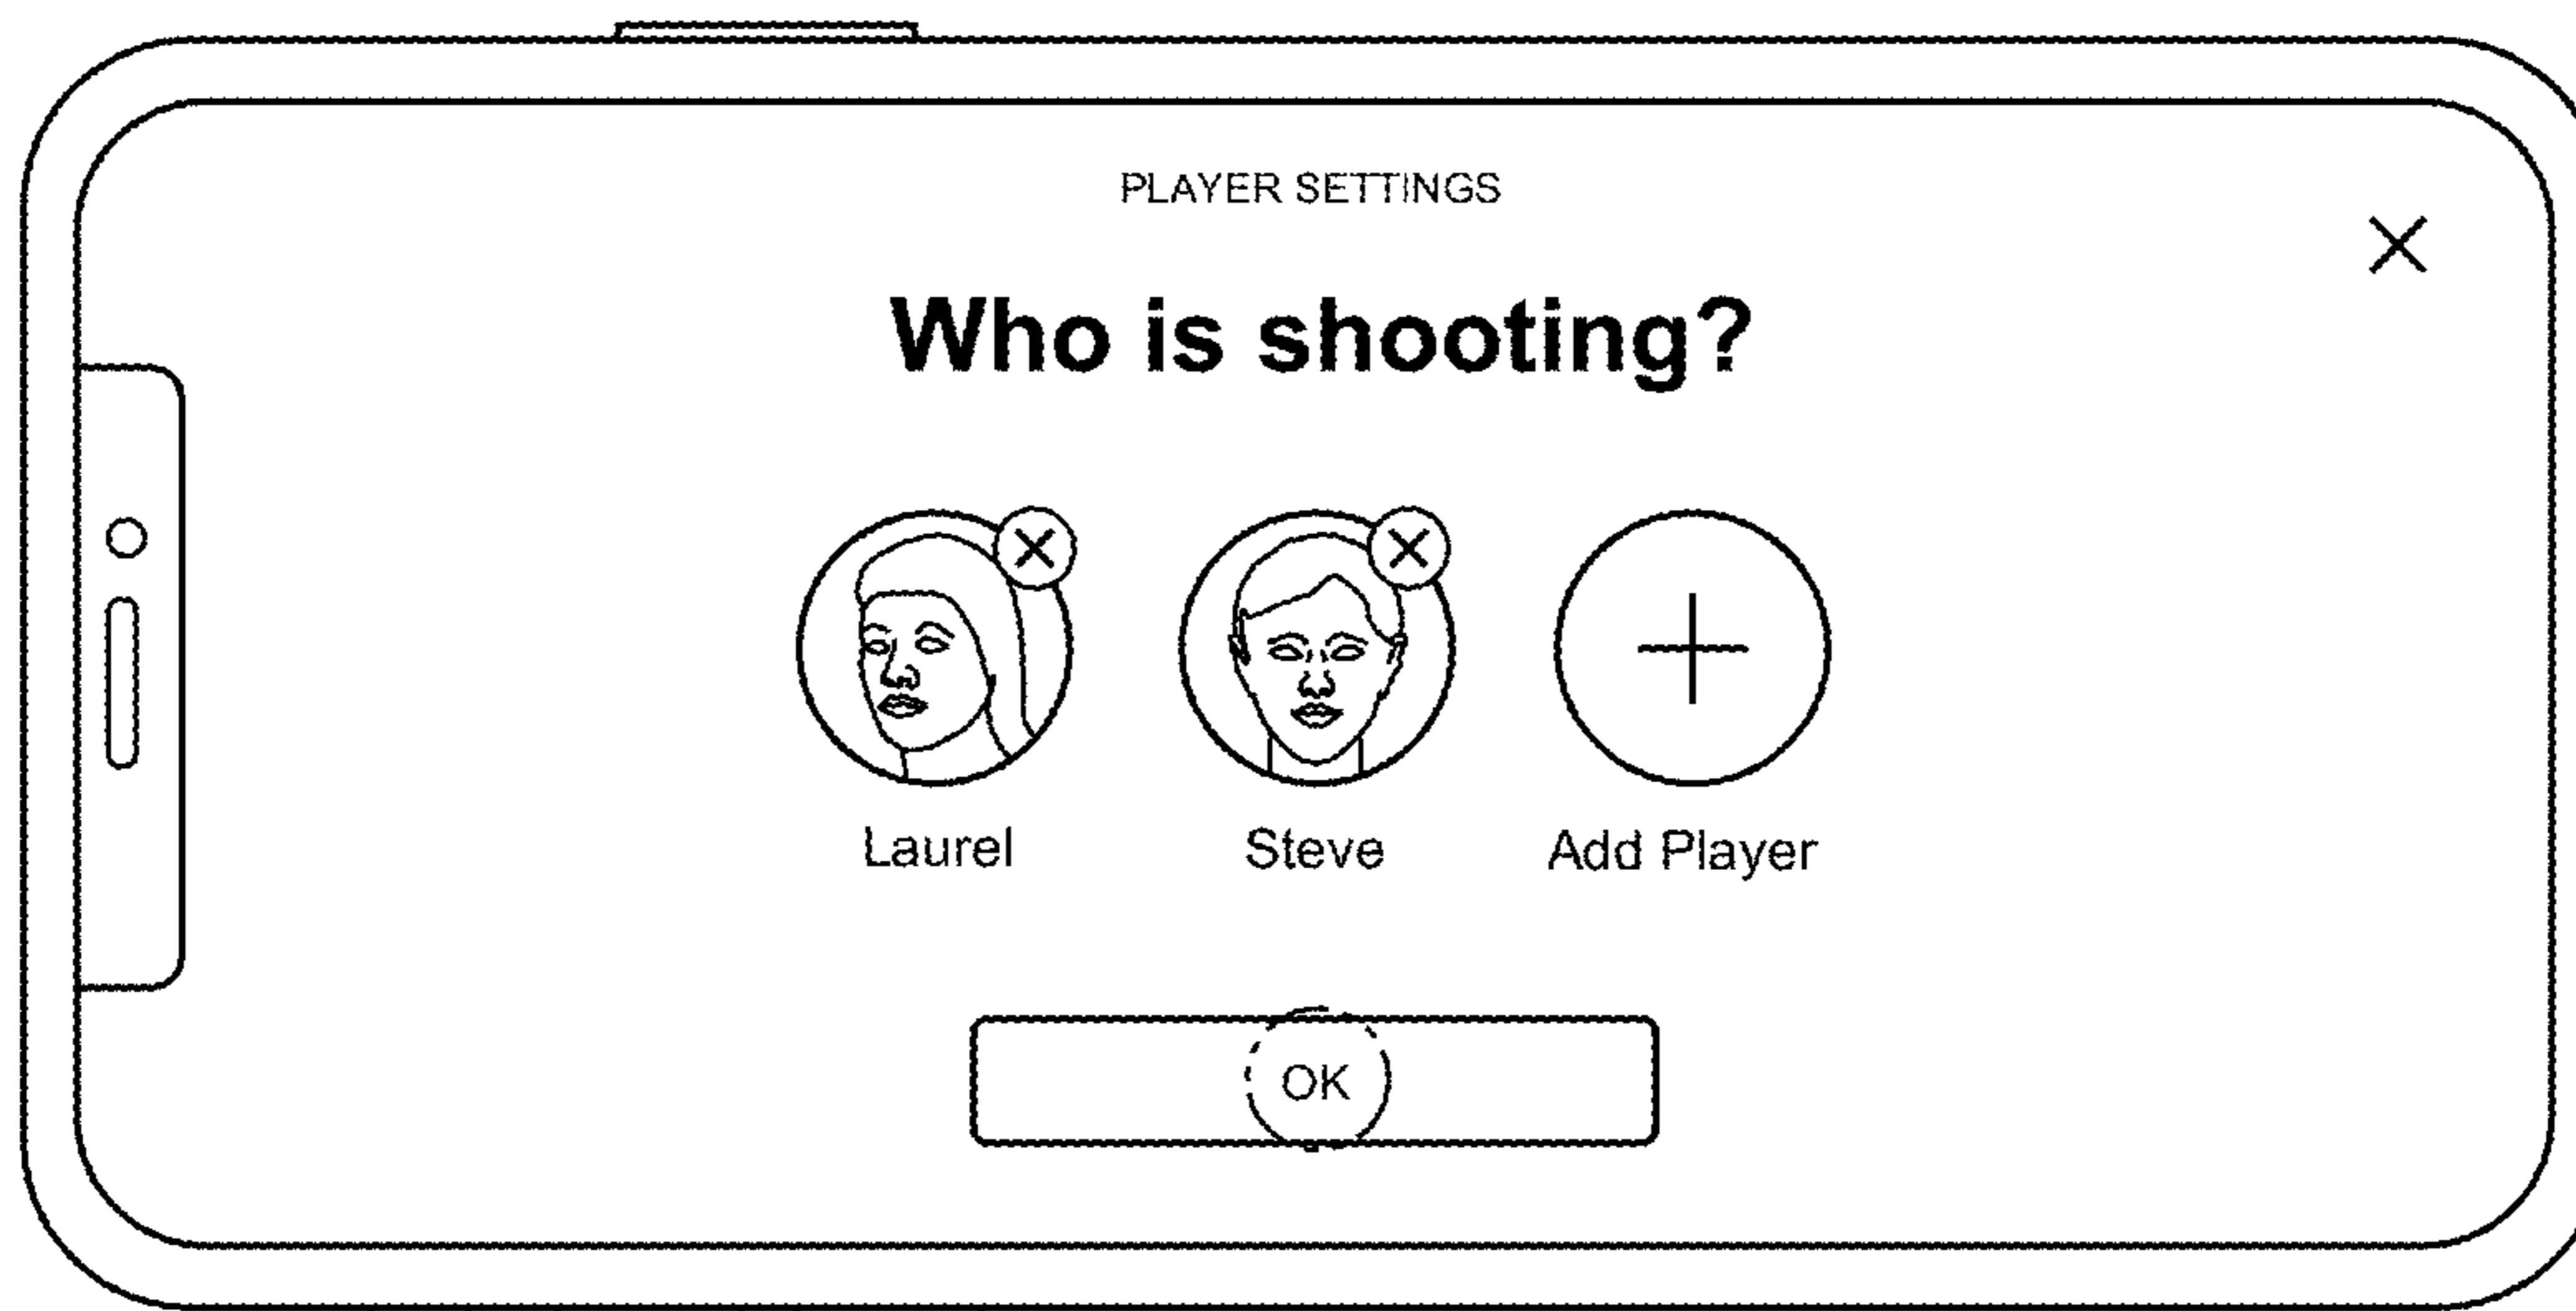 PLAYER SETTINGS
Who is shooting?
Laurel
Steve
Add Player
OK